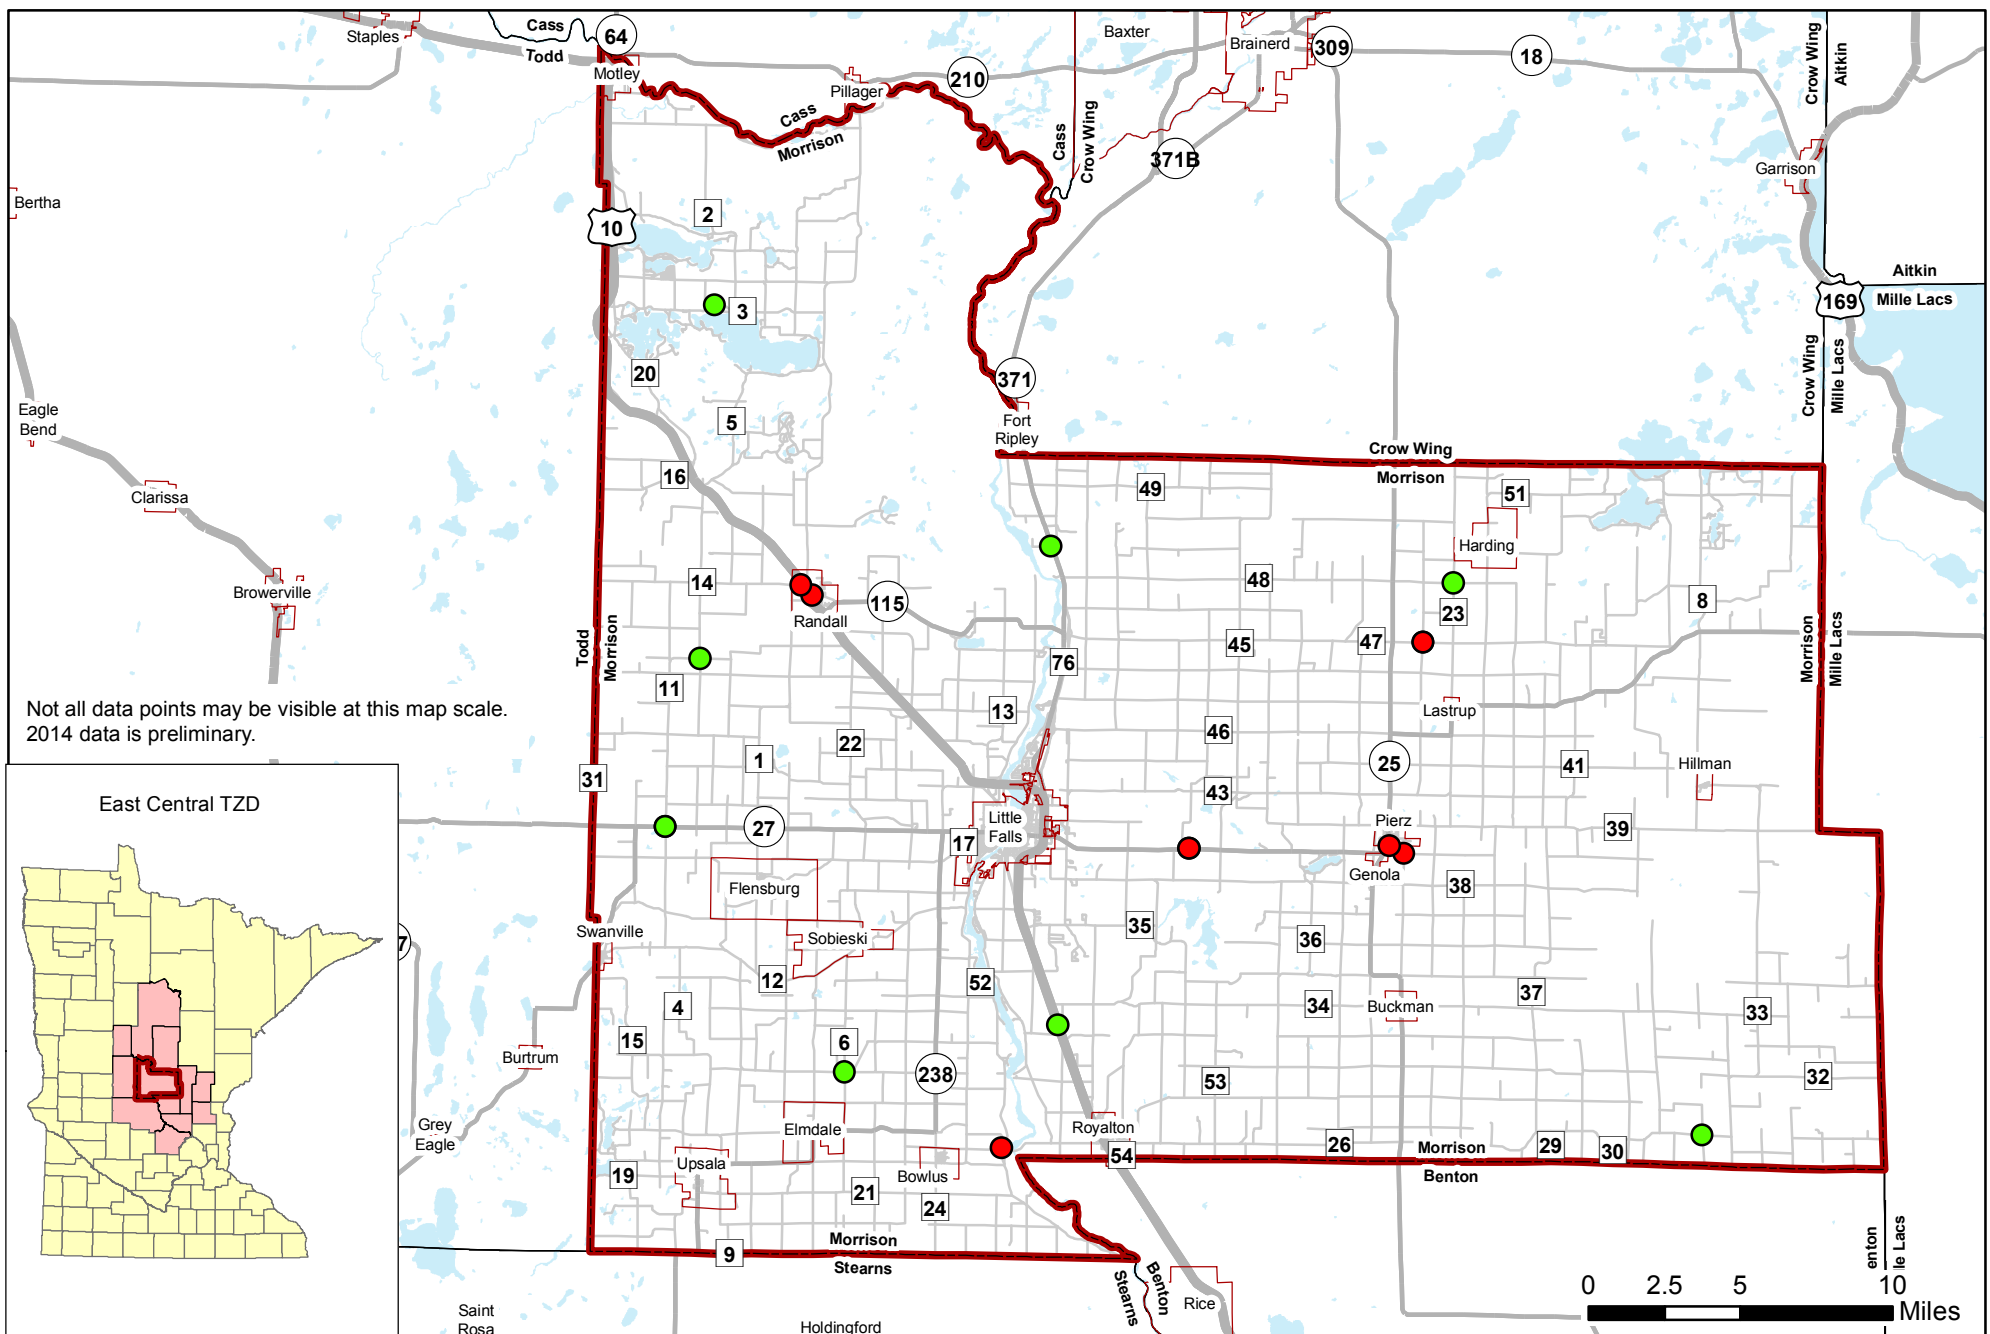 Cass
Todd
64
Staples
Motley
Pillager
210
Baxter
Brainerd
309
18
Crow Wing
Aitkin
Cass
Morrison
Cass
Crow Wing
371B
Garrison
Bertha
2
10
Aitkin
Mille Lacs
169
3
20
371
Crow Wing
Mille Lacs
Eagle
Bend
5
Fort
Ripley
Crow Wing
Morrison
16
49
51
Clarissa
Harding
14
48
Browerville
115
23
8
Randall
Todd
Morrison
45
47
76
Morrison
Mille Lacs
11
Not all data points may be visible at this map scale.
2014 data is preliminary.
13
Lastrup
46
22
1
25
41
Hillman
31
43
East Central TZD
Little
Falls
27
17
Pierz
39
Genola
Flensburg
38
35
Swanville
Sobieski
36
7
12
52
4
34
Buckman
37
33
15
6
Burtrum
238
53
32
Grey
Eagle
Elmdale
Royalton
26
Morrison
29
30
54
Upsala
Bowlus
Benton
19
21
24
Morrison
9
Stearns
Benton
Stearns
enton
lle Lacs
Rice
0
2.5
5
10
Miles
Saint
Rosa
Holdingford